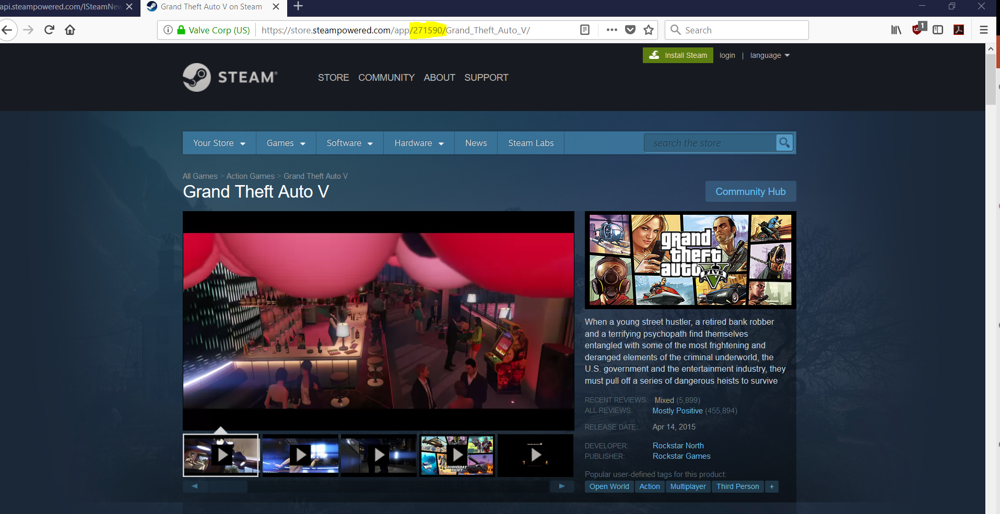 api.steampowered.com/ISteamNew
Grand Theft Auto V on Steam
Valve Corp (US)
https://store.steampowered.com/app/271590/Grand_Theft_Auto_V/
Search
1
Install Steam
login | language
STEAM
STORE COMMUNITY ABOUT SUPPORT
Your Store Games Software Hardware News Steam Labs
search the store
All Games > Action Games > Grand Theft Auto V
Grand Theft Auto V
Community Hub
grand
theft
auto
V
FIVE
When a young street hustler, a retired bank robber
and a terrifying psychopath find themselves
entangled with some of the most frightening and
deranged elements of the criminal underworld, the
U.S. government and the entertainment industry, they
must pull off a series of dangerous heists to survive
RECENT REVIEWS: Mixed (5,899)
ALL REVIEWS: Mostly Positive (455,894)
RELEASE DATE: Apr 14, 2015
DEVELOPER: Rockstar North
PUBLISHER: Rockstar Games
Popular user-defined tags for this product:
Open World Action Multiplayer Third Person +
DOOMSDAY
HEIST